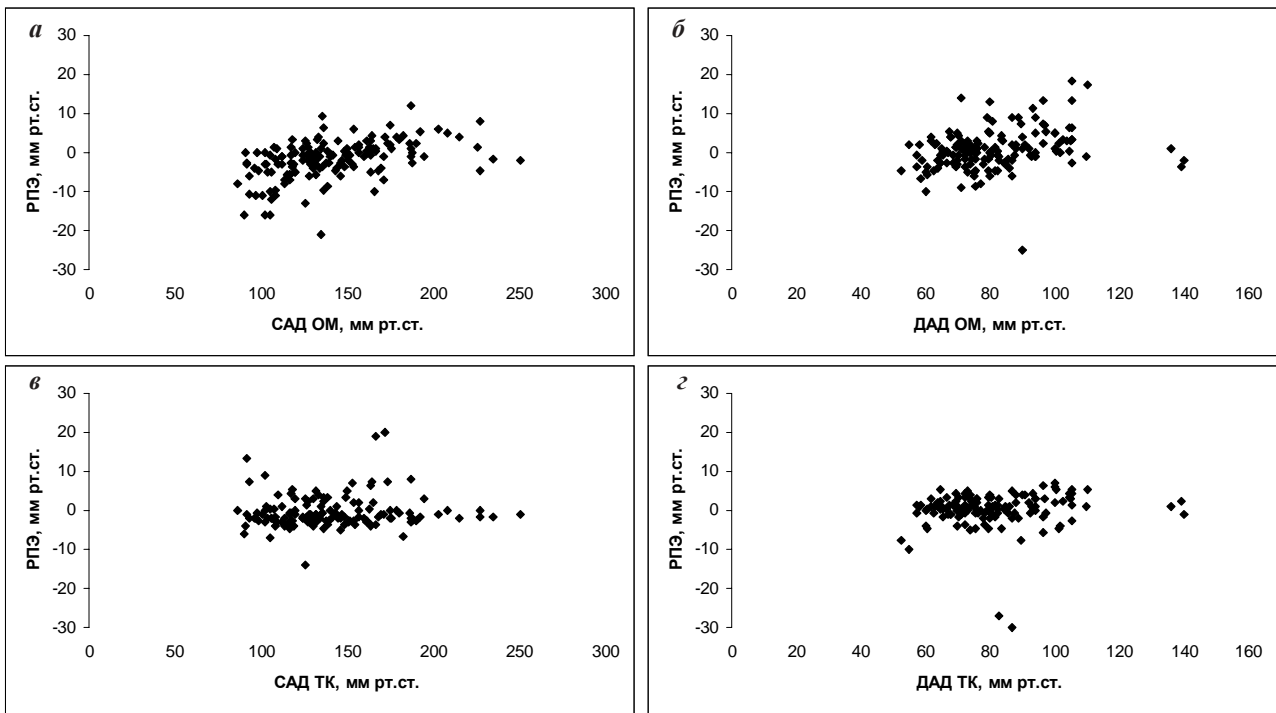 а
РПЭ, мм рт.ст.
30
20
10
0
-10
-20
-30
0 50 100 150 200 250 300
САД ОМ, мм рт.ст.
б
РПЭ, мм рт.ст.
30
20
10
0
-10
-20
-30
0 20 40 60 80 100 120 140 160
ДАД ОМ, мм рт.ст.
в
РПЭ, мм рт.ст.
30
20
10
0
-10
-20
-30
0 50 100 150 200 250 300
САД ТК, мм рт.ст.
г
РПЭ, мм рт.ст.
30
20
10
0
-10
-20
-30
0 20 40 60 80 100 120 140 160
ДАД ТК, мм рт.ст.